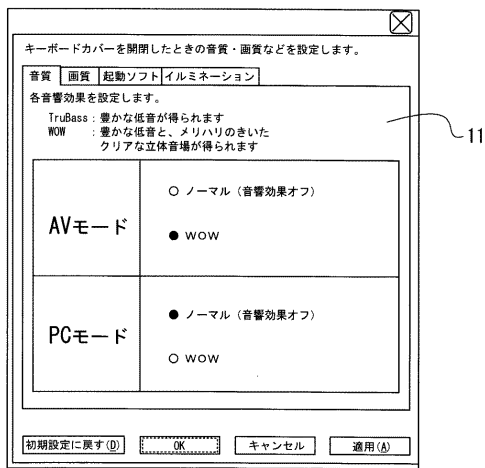 キーボードカバーを開閉したときの音質・画質などを設定します。
音質 画質 起動ソフト イルミネーション
各音響効果を設定します。
TruBass : 豊かな低音が得られます
WOW : 豊かな低音と、メリハリのきいた
クリアな立体音場が得られます
11
AVモード
ノーマル（音響効果オフ）
WOW
PCモード
ノーマル（音響効果オフ）
WOW
初期設定に戻す(D) OK キャンセル 適用(A)